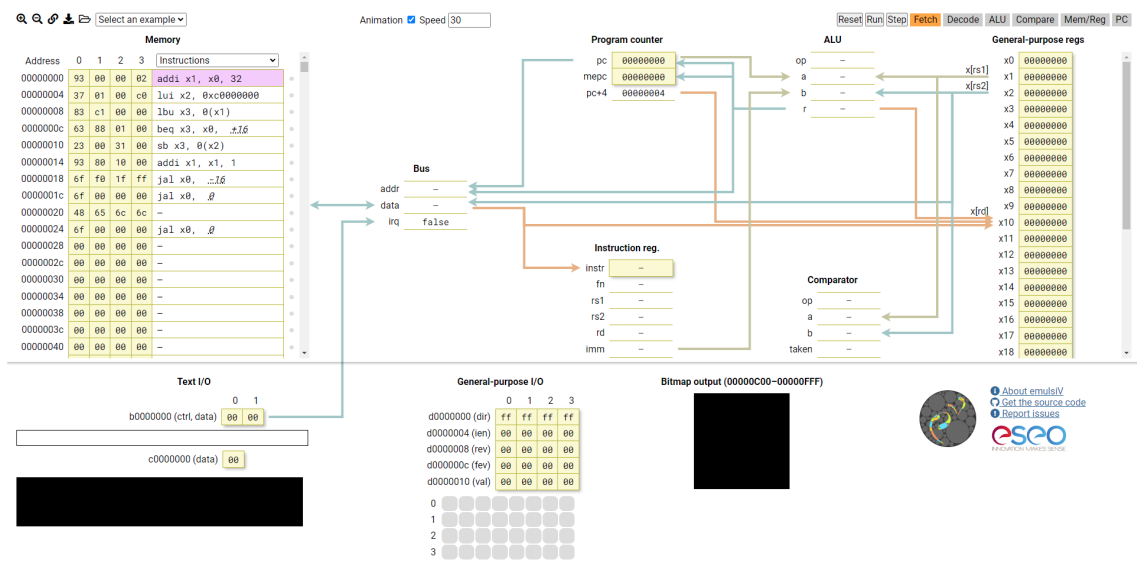 Select an example
Animation Speed 30
Reset Run Step Fetch Decode ALU Compare Mem/Reg PC
Memory
Address 0 1 2 3 Instructions
00000000 93 00 00 02 addi x1, x0, 32
00000004 37 01 00 c0 lui x2, 0xc0000000
00000008 83 c1 00 00 lbu x3, 0(x1)
0000000c 63 88 01 00 beq x3, x0, +16
00000010 23 00 31 00 sb x3, 0(x2)
00000014 93 80 10 00 addi x1, x1, 1
00000018 6f f0 1f ff jal x0, -16
0000001c 6f 00 00 00 jal x0, 0
00000020 48 65 6c 6c –
00000024 6f 00 00 00 jal x0, 0
00000028 00 00 00 00 –
0000002c 00 00 00 00 –
00000030 00 00 00 00 –
00000034 00 00 00 00 –
00000038 00 00 00 00 –
0000003c 00 00 00 00 –
00000040 00 00 00 00 –
Program counter
pc 00000000
mepc 00000000
pc+4 00000004
ALU
op –
a –
b –
r –
Bus
addr –
data –
irq false
Instruction reg.
instr –
fn –
rs1 –
rs2 –
rd –
imm –
Comparator
op –
a –
b –
taken –
General-purpose regs
x[rs1]
x[rs2]
x[rd]
x0 00000000
x1 00000000
x2 00000000
x3 00000000
x4 00000000
x5 00000000
x6 00000000
x7 00000000
x8 00000000
x9 00000000
x10 00000000
x11 00000000
x12 00000000
x13 00000000
x14 00000000
x15 00000000
x16 00000000
x17 00000000
x18 00000000
Text I/O
0 1
b0000000 (ctrl, data) 00 00
c0000000 (data) 00
General-purpose I/O
0 1 2 3
d0000000 (dir) ff ff ff ff
d0000004 (ien) 00 00 00 00
d0000008 (rev) 00 00 00 00
d000000c (fev) 00 00 00 00
d0000010 (val) 00 00 00 00
0
1
2
3
Bitmap output (00000C00–00000FFF)
About emulsiV
Get the source code
Report issues
eseo
INNOVATION MAKES SENSE